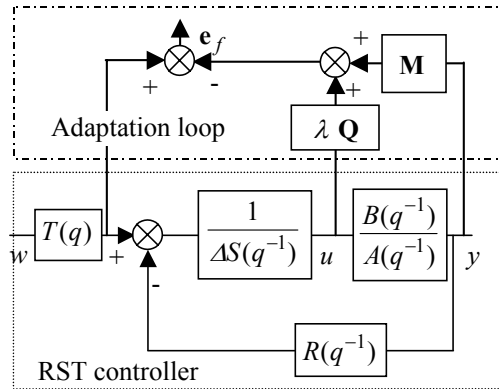 e_f
+
M
+
-
+
Adaptation loop
λ Q
w
T(q)
+
-
1
ΔS(q⁻¹)
u
B(q⁻¹)
A(q⁻¹)
y
R(q⁻¹)
RST controller